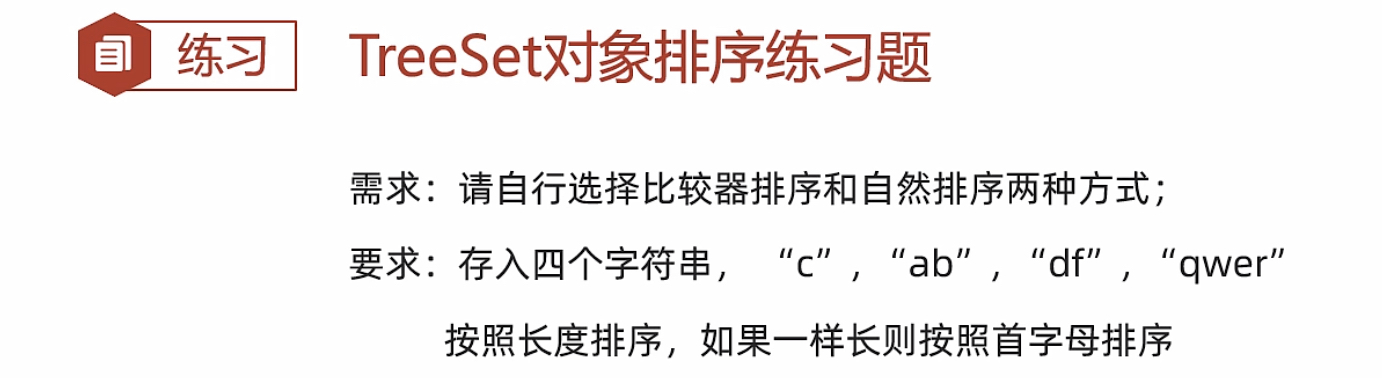 练习
TreeSet对象排序练习题
需求：请自行选择比较器排序和自然排序两种方式；
要求：存入四个字符串，“c”，“ab”，“df”，“qwer”
按照长度排序，如果一样长则按照首字母排序